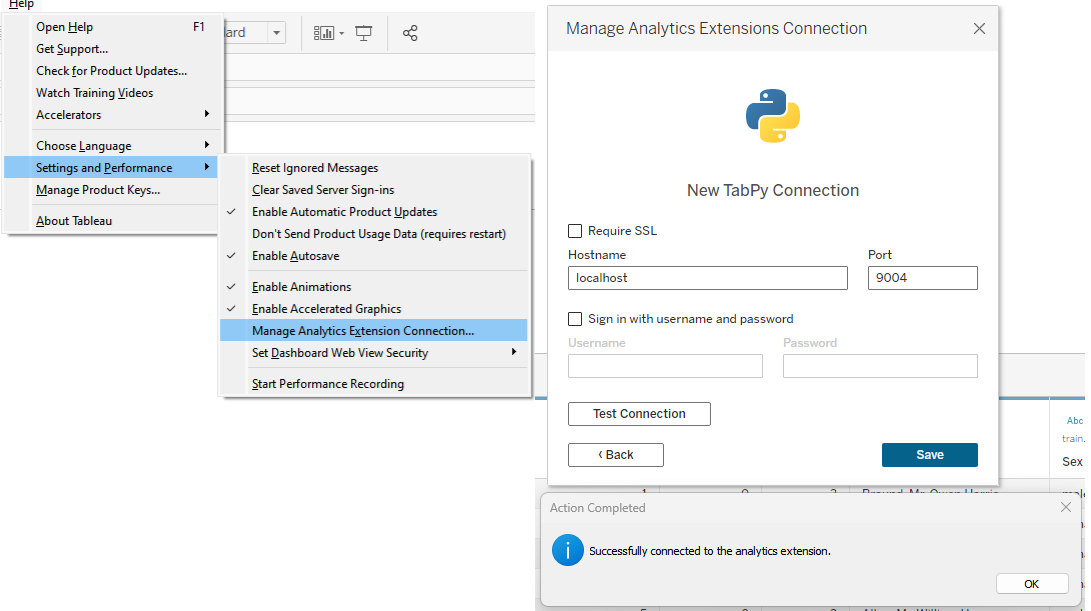 Help
Open Help F1
Get Support...
Check for Product Updates...
Watch Training Videos
Accelerators
Choose Language
Settings and Performance
Manage Product Keys...
About Tableau
Reset Ignored Messages
Clear Saved Server Sign-ins
Enable Automatic Product Updates
Don't Send Product Usage Data (requires restart)
Enable Autosave
Enable Animations
Enable Accelerated Graphics
Manage Analytics Extension Connection...
Set Dashboard Web View Security
Start Performance Recording
Manage Analytics Extensions Connection
New TabPy Connection
Require SSL
Hostname Port
localhost 9004
Sign in with username and password
Username Password
Test Connection
‹ Back Save
Abc
train.
Sex
Action Completed
Successfully connected to the analytics extension.
OK